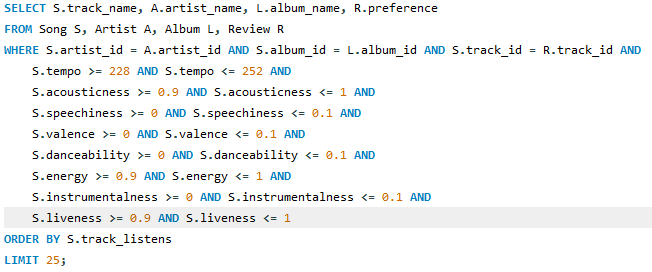 SELECT S.track_name, A.artist_name, L.album_name, R.preference
FROM Song S, Artist A, Album L, Review R
WHERE S.artist_id = A.artist_id AND S.album_id = L.album_id AND S.track_id = R.track_id AND
S.tempo >= 228 AND S.tempo <= 252 AND
S.acousticness >= 0.9 AND S.acousticness <= 1 AND
S.speechiness >= 0 AND S.speechiness <= 0.1 AND
S.valence >= 0 AND S.valence <= 0.1 AND
S.danceability >= 0 AND S.danceability <= 0.1 AND
S.energy >= 0.9 AND S.energy <= 1 AND
S.instrumentalness >= 0 AND S.instrumentalness <= 0.1 AND
S.liveness >= 0.9 AND S.liveness <= 1
ORDER BY S.track_listens
LIMIT 25;